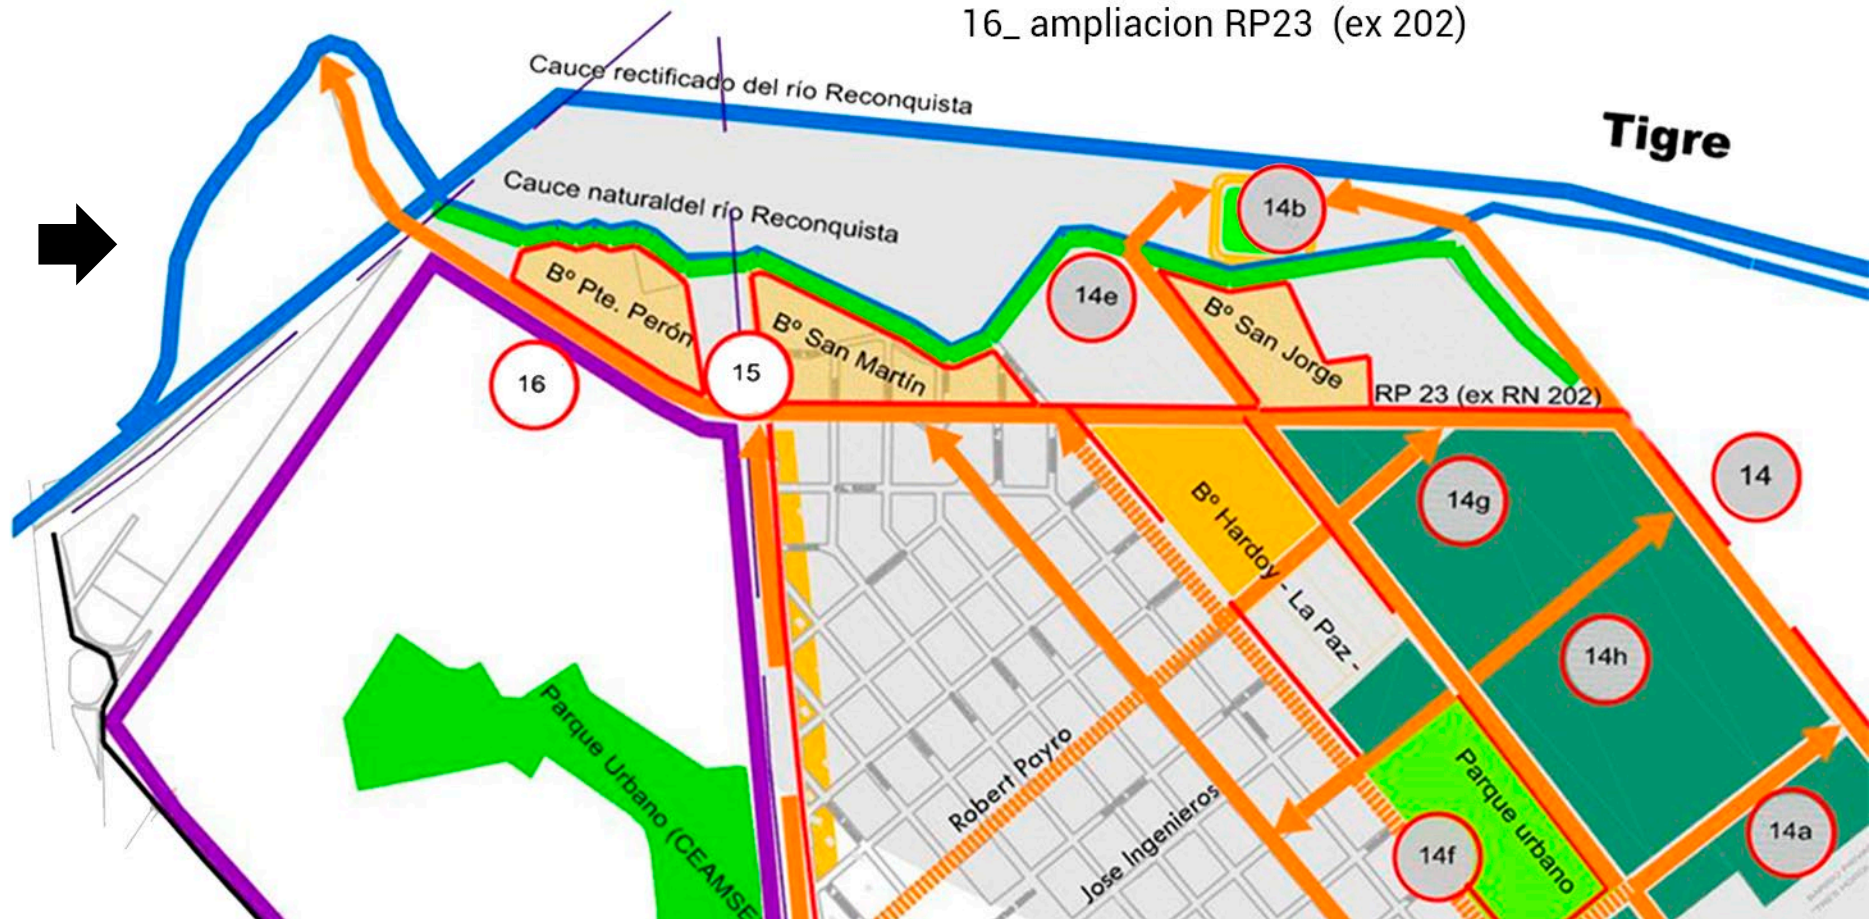 16_ ampliacion RP23 (ex 202)
Cauce rectificado del río Reconquista
Tigre
Cauce naturaldel río Reconquista
14b
14e
Bº Pte. Perón
Bº San Martín
Bº San Jorge
16
15
RP 23 (ex RN 202)
14
14g
Bº Hardoy - La Paz -
14h
Parque Urbano (CEAMSE
Robert Payro
Jose Ingenieros
Parque urbano
14f
14a